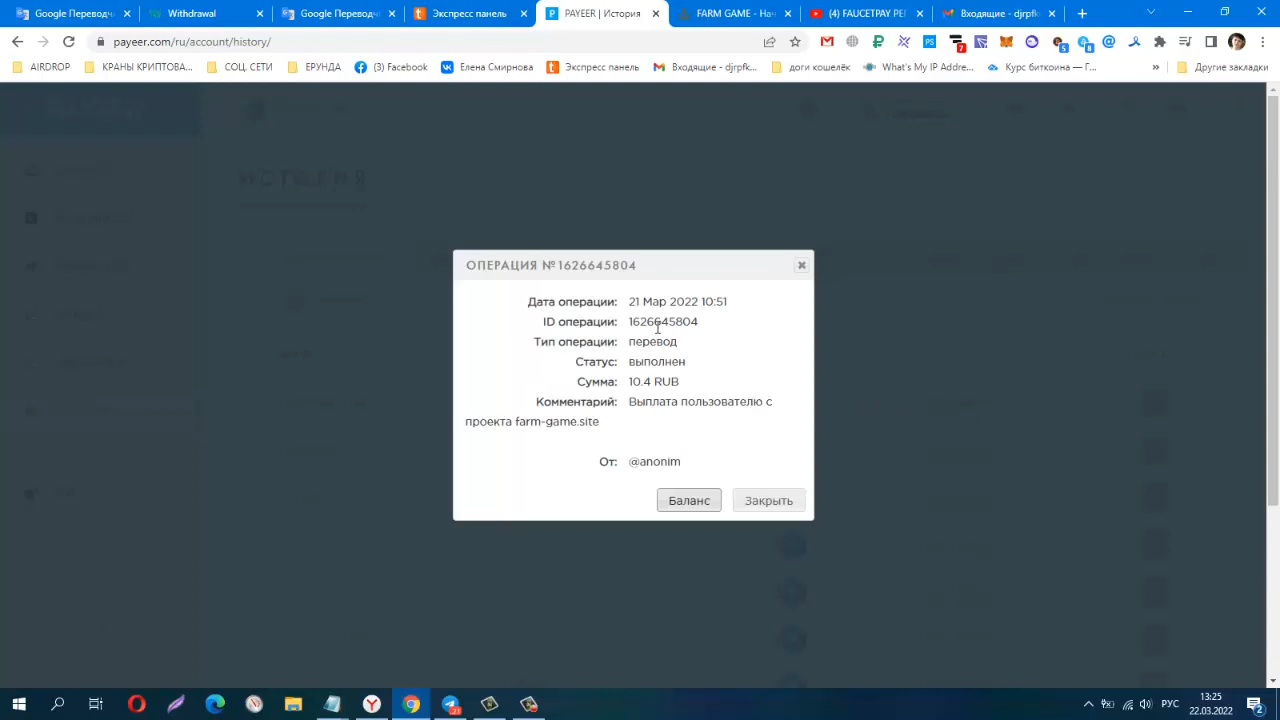 Google Переводч
Withdrawal
Google Переводч
Экспресс панель
PAYEER | История
FARM GAME - Нач
(4) FAUCETPAY РЕГ
Входящие - djrpfk
payeer.com/ru/account/history/
AIRDROP
КРАНЫ КРИПТОВА...
СОЦ. СЕТИ
ЕРУНДА
(3) Facebook
Елена Смирнова
Экспресс панель
Входящие - djrpfk...
доги кошелёк
What's My IP Addre...
Курс биткоина — Г...
Другие закладки
ИСТОРИЯ
ОПЕРАЦИЯ №1626645804
Дата операции: 21 Мар 2022 10:51
ID операции: 1626645804
Тип операции: перевод
Статус: выполнен
Сумма: 10.4 RUB
Комментарий: Выплата пользователю с
проекта farm-game.site
От: @anonim
Баланс
Закрыть
РУС
13:25
22.03.2022